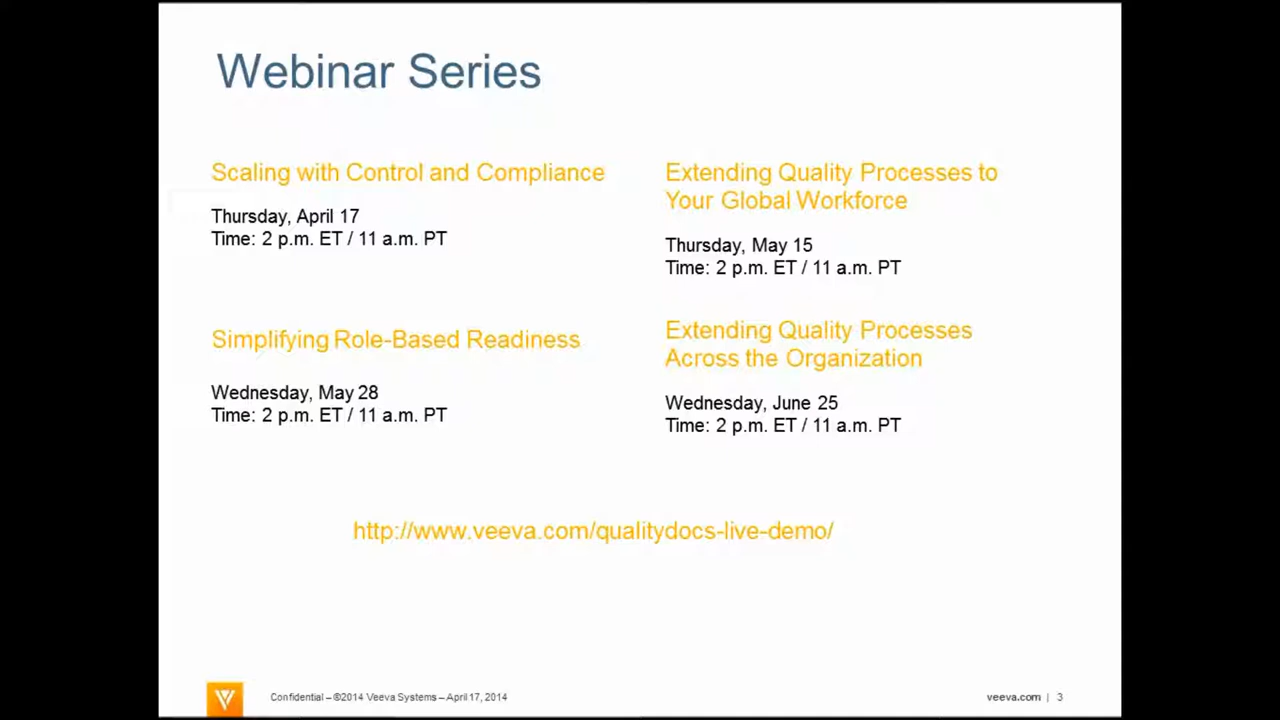 Webinar Series
Scaling with Control and Compliance
Thursday, April 17
Time: 2 p.m. ET / 11 a.m. PT
Extending Quality Processes to
Your Global Workforce
Thursday, May 15
Time: 2 p.m. ET / 11 a.m. PT
Simplifying Role-Based Readiness
Wednesday, May 28
Time: 2 p.m. ET / 11 a.m. PT
Extending Quality Processes
Across the Organization
Wednesday, June 25
Time: 2 p.m. ET / 11 a.m. PT
http://www.veeva.com/qualitydocs-live-demo/
Confidential – ©2014 Veeva Systems – April 17, 2014
veeva.com | 3